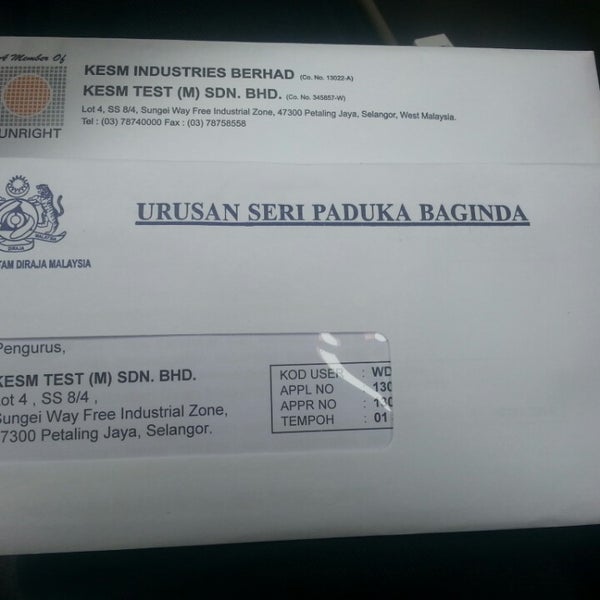 A Member Of
UNRIGHT
KESM INDUSTRIES BERHAD (Co. No. 13022-A)
KESM TEST (M) SDN. BHD. (Co. No. 345857-W)
Lot 4, SS 8/4, Sungei Way Free Industrial Zone, 47300 Petaling Jaya, Selangor, West Malaysia.
Tel : (03) 78740000 Fax : (03) 78758558
TAM DIRAJA MALAYSIA
URUSAN SERI PADUKA BAGINDA
Pengurus,
KESM TEST (M) SDN. BHD.
Lot 4 , SS 8/4 ,
Sungei Way Free Industrial Zone,
47300 Petaling Jaya, Selangor.
KOD USER : WD
APPL NO : 130
APPR NO : 130
TEMPOH : 01